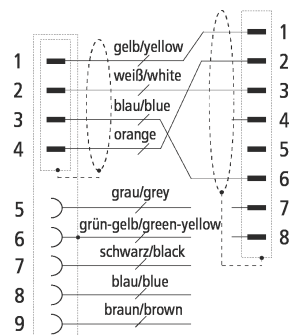 gelb/yellow
1
1
weiß/white
2
2
blau/blue
3
3
orange
4
4
5
6
grau/grey
5
7
grün-gelb/green-yellow
6
8
schwarz/black
7
blau/blue
8
braun/brown
9